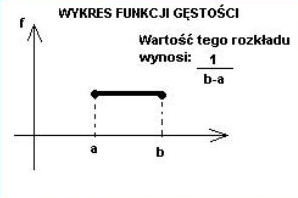 WYKRES FUNKCJI GĘSTOŚCI
f
Wartość tego rozkładu
wynosi: 1
b-a
a
b